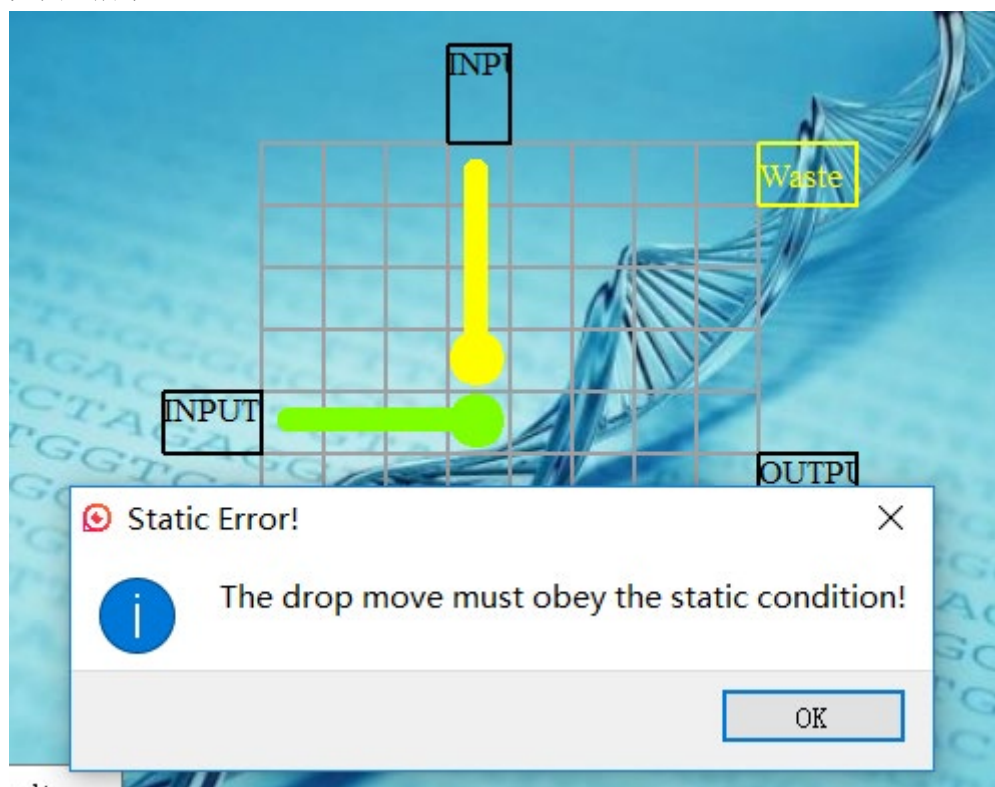 INPU
Waste
INPUT
OUTPU
Static Error!
The drop move must obey the static condition!
OK